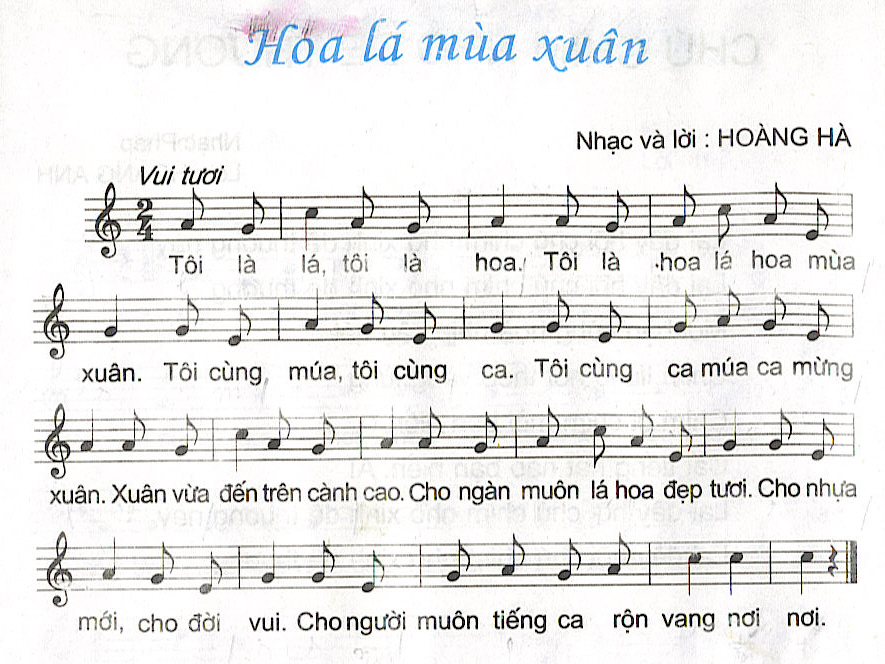 Hoa lá mùa xuân
Nhạc và lời : HOÀNG HÀ
Vui tươi
2
4
Tôi là lá, tôi là hoa. Tôi là hoa lá hoa mùa
xuân. Tôi cùng, múa, tôi cùng ca. Tôi cùng ca múa ca mừng
xuân. Xuân vừa đến trên cành cao. Cho ngàn muôn lá hoa đẹp tươi. Cho nhựa
mới, cho đời vui. Cho người muôn tiếng ca rộn vang nơi nơi.